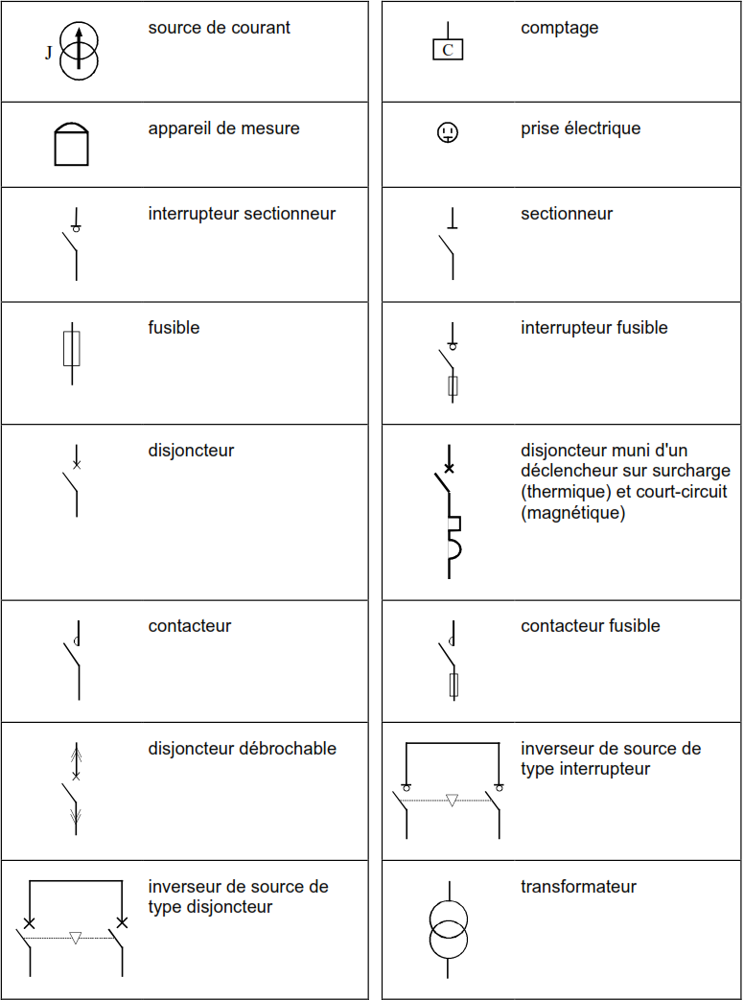 J
source de courant
C
comptage
appareil de mesure
prise électrique
interrupteur sectionneur
sectionneur
fusible
interrupteur fusible
disjoncteur
disjoncteur muni d'un
déclencheur sur surcharge
(thermique) et court-circuit
(magnétique)
contacteur
contacteur fusible
disjoncteur débrochable
inverseur de source de
type interrupteur
inverseur de source de
type disjoncteur
transformateur